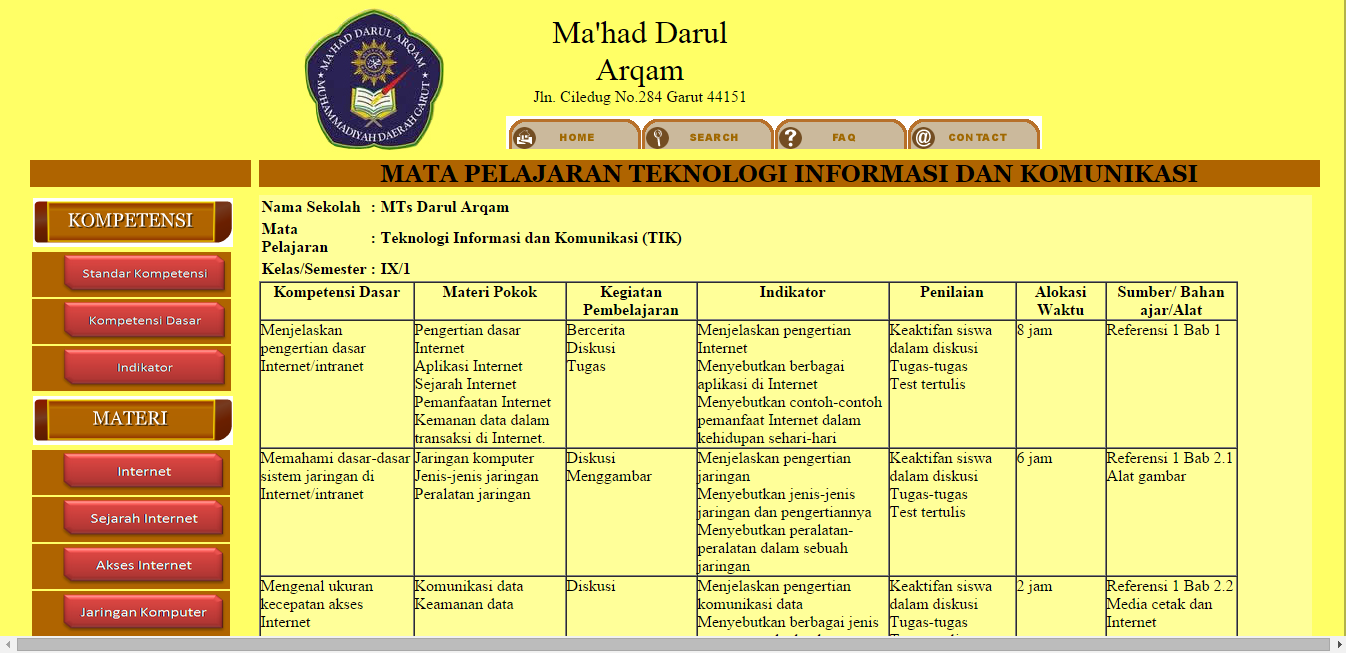 MA'HAD DARUL ARQAM
MUHAMMADIYAH DAERAH GARUT
Ma'had Darul
Arqam
Jln. Ciledug No.284 Garut 44151
HOME SEARCH FAQ CONTACT
MATA PELAJARAN TEKNOLOGI INFORMASI DAN KOMUNIKASI
KOMPETENSI
Standar Kompetensi
Kompetensi Dasar
Indikator
MATERI
Internet
Sejarah Internet
Akses Internet
Jaringan Komputer
Nama Sekolah : MTs Darul Arqam
Mata
Pelajaran : Teknologi Informasi dan Komunikasi (TIK)
Kelas/Semester : IX/1
Kompetensi Dasar
Materi Pokok
Kegiatan
Pembelajaran
Indikator
Penilaian
Alokasi
Waktu
Sumber/ Bahan
ajar/Alat
Menjelaskan
pengertian dasar
Internet/intranet
Pengertian dasar
Internet
Aplikasi Internet
Sejarah Internet
Pemanfaatan Internet
Kemanan data dalam
transaksi di Internet.
Bercerita
Diskusi
Tugas
Menjelaskan pengertian
Internet
Menyebutkan berbagai
aplikasi di Internet
Menyebutkan contoh-contoh
pemanfaat Internet dalam
kehidupan sehari-hari
Keaktifan siswa
dalam diskusi
Tugas-tugas
Test tertulis
8 jam
Referensi 1 Bab 1
Memahami dasar-dasar
sistem jaringan di
Internet/intranet
Jaringan komputer
Jenis-jenis jaringan
Peralatan jaringan
Diskusi
Menggambar
Menjelaskan pengertian
jaringan
Menyebutkan jenis-jenis
jaringan dan pengertiannya
Menyebutkan peralatan-
peralatan dalam sebuah
jaringan
Keaktifan siswa
dalam diskusi
Tugas-tugas
Test tertulis
6 jam
Referensi 1 Bab 2.1
Alat gambar
Mengenal ukuran
kecepatan akses
Internet
Komunikasi data
Keamanan data
Diskusi
Menjelaskan pengertian
komunikasi data
Menyebutkan berbagai jenis
Keaktifan siswa
dalam diskusi
Tugas-tugas
2 jam
Referensi 1 Bab 2.2
Media cetak dan
Internet